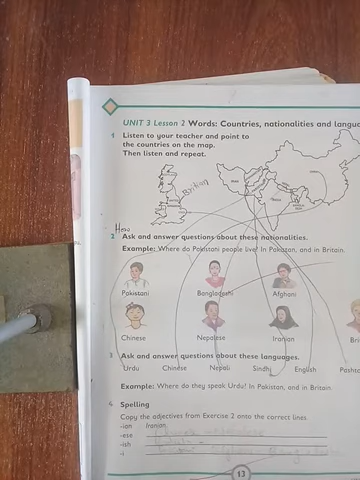 UNIT 3 Lesson 2 Words: Countries, nationalities and langu
1 Listen to your teacher and point to
the countries on the map.
Then listen and repeat.
Britian
How
2 Ask and answer questions about these nationalities.
Example: Where do Pakistani people live? In Pakistan, and in Britain.
Pakistani Bangladeshi Afghani
Chinese Nepalese Iranian Bri
3 Ask and answer questions about these languages.
Urdu Chinese Nepali Sindhi English Pashto
Example: Where do they speak Urdu? In Pakistan, and in Britain.
4 Spelling
Copy the adjectives from Exercise 2 onto the correct lines.
-ian Iranian
-ese
-ish
-i
13